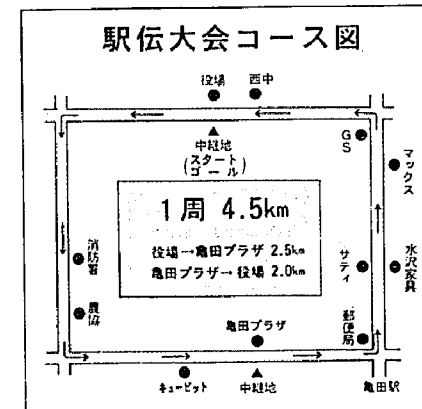 駅伝大会コース図
役場
西中
中継地
(スタート
ゴール)
GS
マックス
1周 4.5km
役場→亀田プラザ 2.5km
亀田プラザ→役場 2.0km
消防署
農協
サティ
水沢家具
郵便局
亀田プラザ
キューピット
中継地
亀田駅